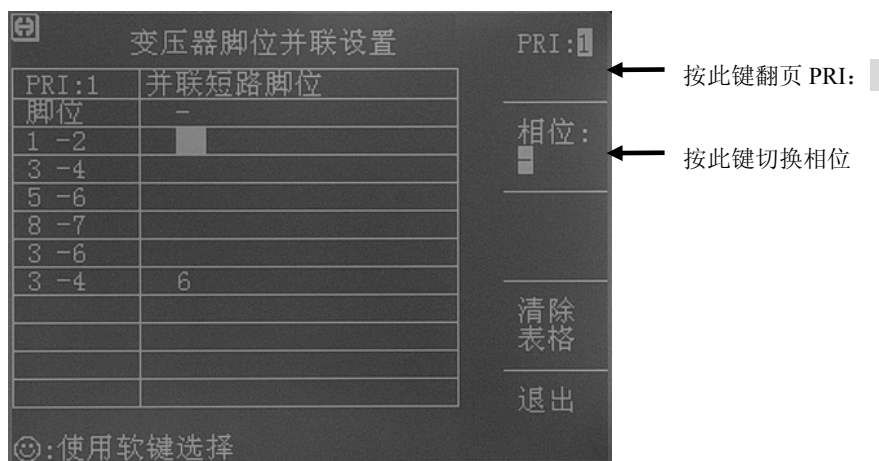 变压器脚位并联设置
PRI:1
PRI:1 并联短路脚位
脚位 -
1 -2
3 -4
5 -6
8 -7
3 -6
3 -4 6
相位:
-
清除
表格
退出
:使用软键选择
按此键翻页 PRI：
按此键切换相位